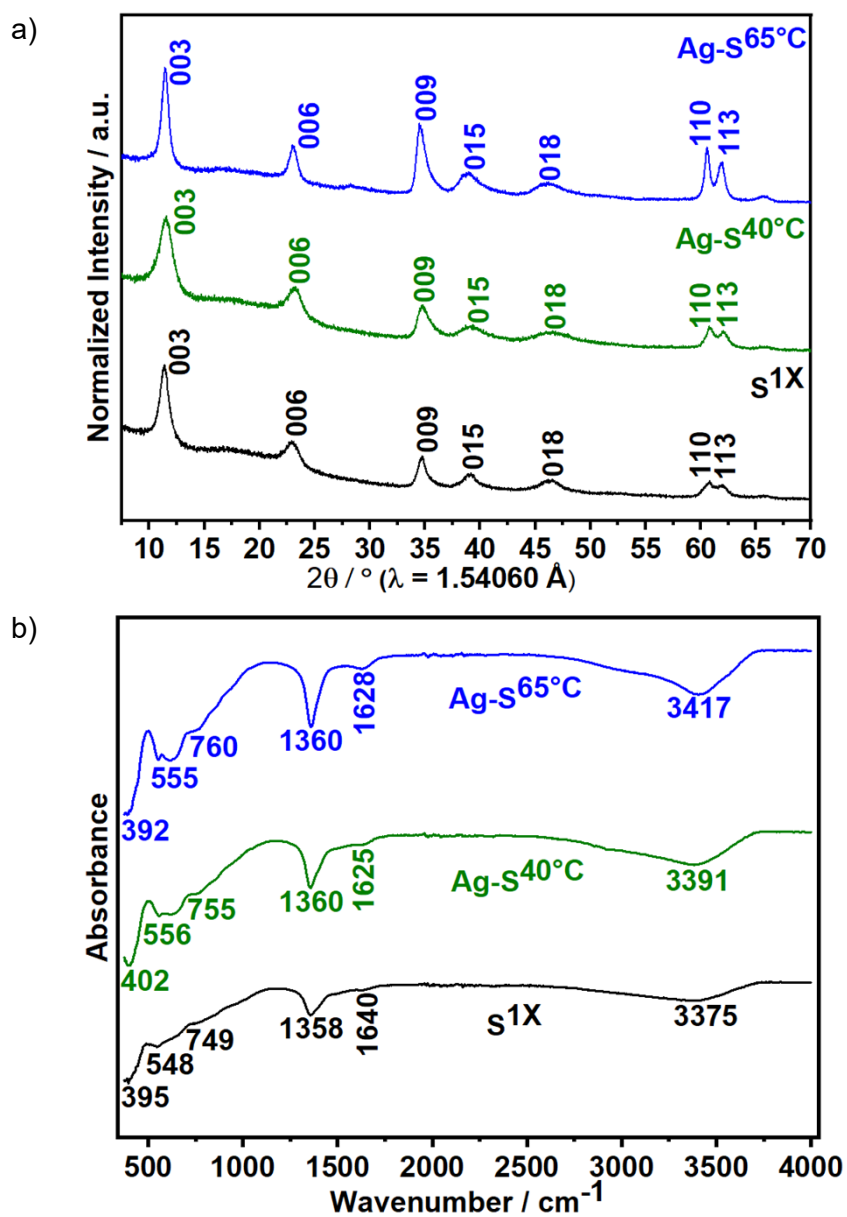 a)
Ag-S65°C
003
006
009
015
018
110
113
Ag-S40°C
003
006
009
015
018
110
113
S1X
003
006
009
015
018
110
113
Normalized Intensity / a.u.
10 15 20 25 30 35 40 45 50 55 60 65 70
2θ / ° (λ = 1.54060 Å)
b)
Ag-S65°C
392
555
760
1360
1628
3417
Ag-S40°C
402
556
755
1360
1625
3391
S1X
395
548
749
1358
1640
3375
Absorbance
500 1000 1500 2000 2500 3000 3500 4000
Wavenumber / cm-1